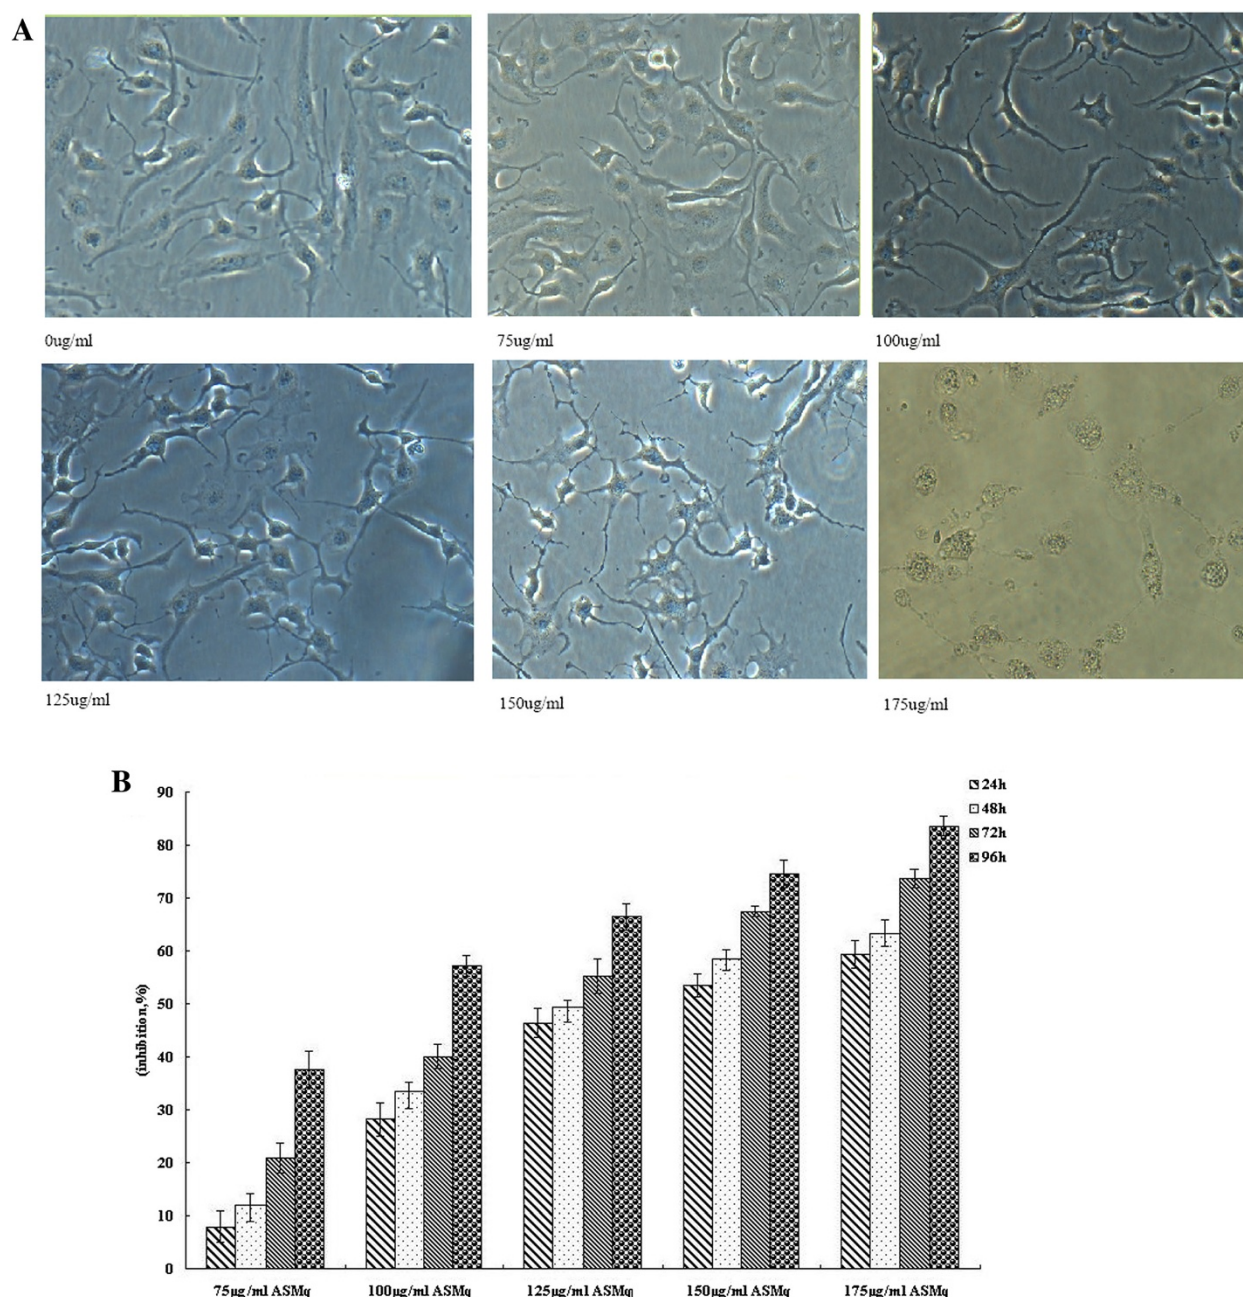 A
0ug/ml
75ug/ml
100ug/ml
125ug/ml
150ug/ml
175ug/ml
B
(inhibition,%)
90
80
70
60
50
40
30
20
10
0
24h
48h
72h
96h
75µg/ml ASMq
100µg/ml ASMq
125µg/ml ASMq
150µg/ml ASMq
175µg/ml ASMq